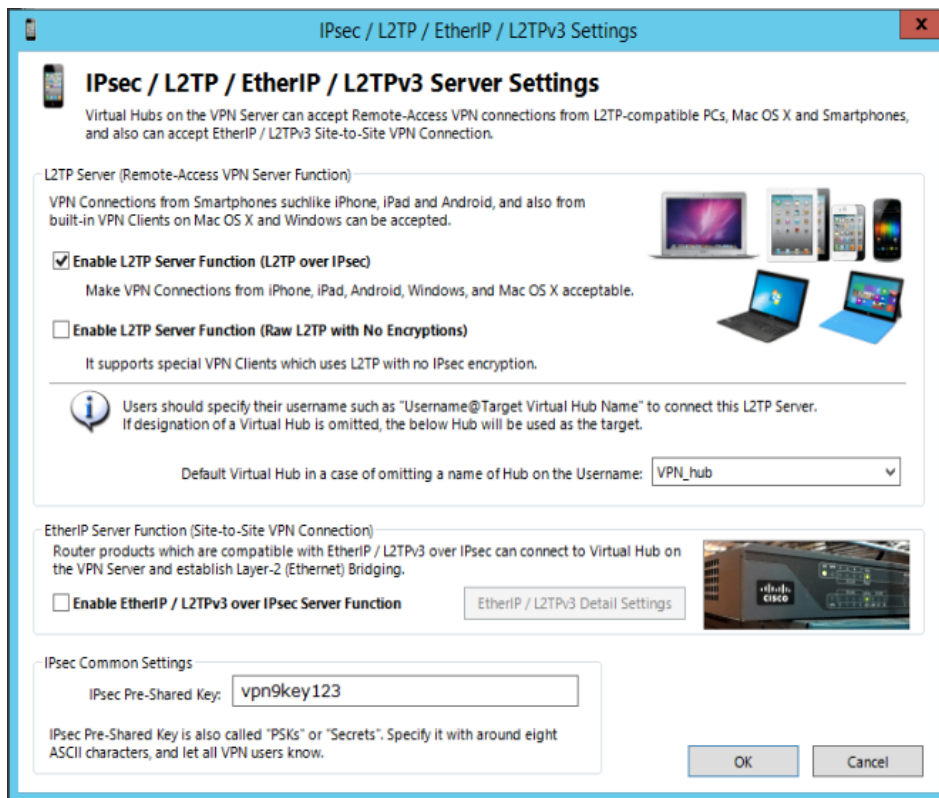 IPsec / L2TP / EtherIP / L2TPv3 Settings
x
IPsec / L2TP / EtherIP / L2TPv3 Server Settings
Virtual Hubs on the VPN Server can accept Remote-Access VPN connections from L2TP-compatible PCs, Mac OS X and Smartphones,
and also can accept EtherIP / L2TPv3 Site-to-Site VPN Connection.
L2TP Server (Remote-Access VPN Server Function)
VPN Connections from Smartphones suchlike iPhone, iPad and Android, and also from
built-in VPN Clients on Mac OS X and Windows can be accepted.
Enable L2TP Server Function (L2TP over IPsec)
Make VPN Connections from iPhone, iPad, Android, Windows, and Mac OS X acceptable.
Enable L2TP Server Function (Raw L2TP with No Encryptions)
It supports special VPN Clients which uses L2TP with no IPsec encryption.
Users should specify their username such as "Username@Target Virtual Hub Name" to connect this L2TP Server.
If designation of a Virtual Hub is omitted, the below Hub will be used as the target.
Default Virtual Hub in a case of omitting a name of Hub on the Username: VPN_hub
EtherIP Server Function (Site-to-Site VPN Connection)
Router products which are compatible with EtherIP / L2TPv3 over IPsec can connect to Virtual Hub on
the VPN Server and establish Layer-2 (Ethernet) Bridging.
Enable EtherIP / L2TPv3 over IPsec Server Function
EtherIP / L2TPv3 Detail Settings
CISCO
IPsec Common Settings
IPsec Pre-Shared Key: vpn9key123
IPsec Pre-Shared Key is also called "PSKs" or "Secrets". Specify it with around eight
ASCII characters, and let all VPN users know.
OK
Cancel